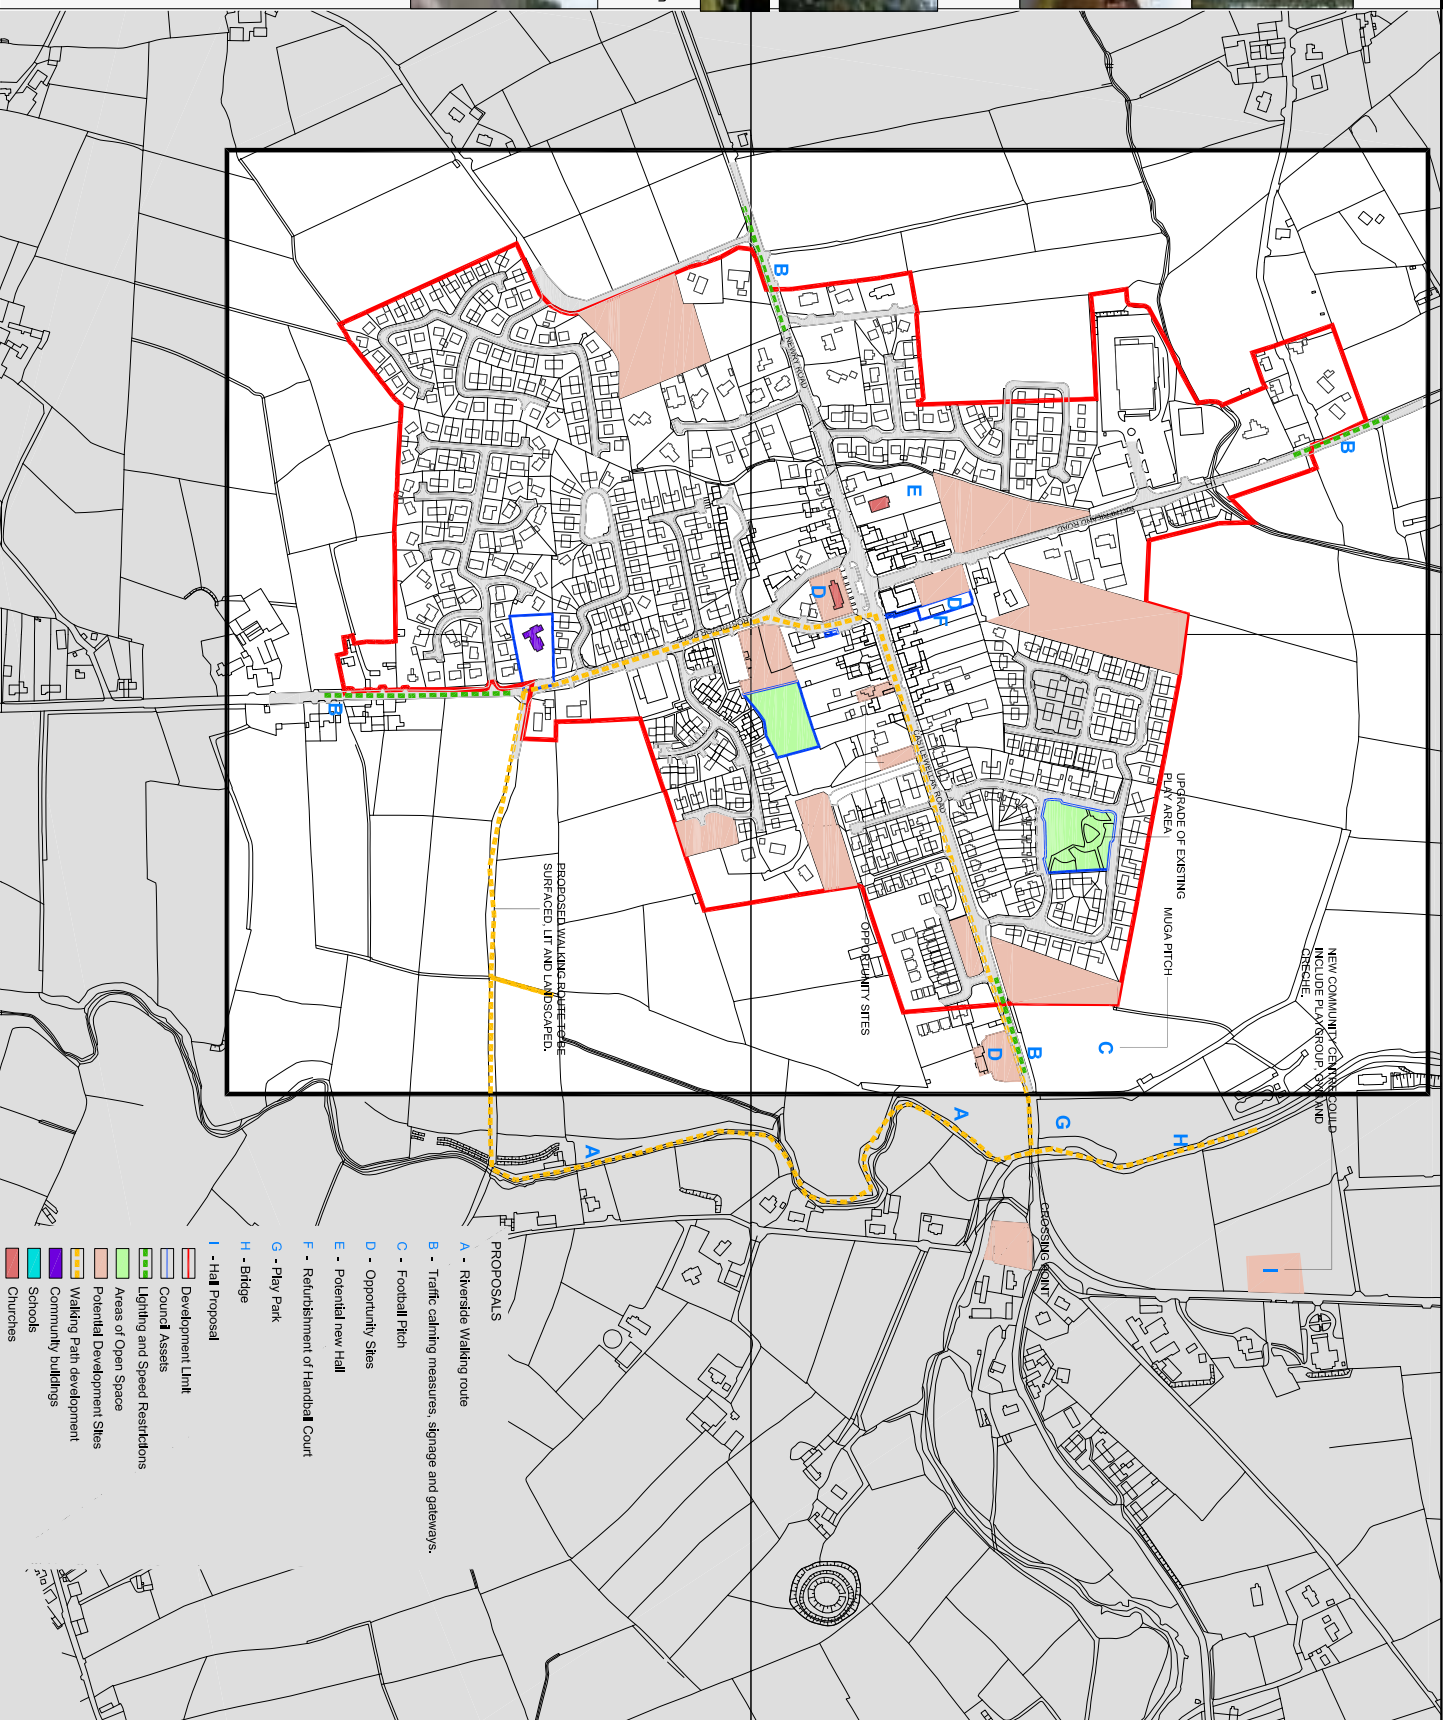 NEW COMMUNITY CENTRE COULD
INCLUDE PLAYGROUP, GYM AND
CRECHE.
UPGRADE OF EXISTING
PLAY AREA
MUGA PITCH
OPPORTUNITY SITES
PROPOSED WALKING ROUTE TO BE
SURFACED, LIT AND LANDSCAPED.
CROSSING POINT
NEWRY ROAD
CASTLEWELLAN ROAD
B
B
E
D
F
D
B
C
B
D
A
G
H
A
I
PROPOSALS
A - Riverside Walking route
B - Traffic calming measures, signage and gateways.
C - Football Pitch
D - Opportunity Sites
E - Potential new Hall
F - Refurbishment of Handball Court
G - Play Park
H - Bridge
I - Hall Proposal
Development Limit
Council Assets
Lighting and Speed Restrictions
Areas of Open Space
Potential Development Sites
Walking Path development
Community buildings
Schools
Churches